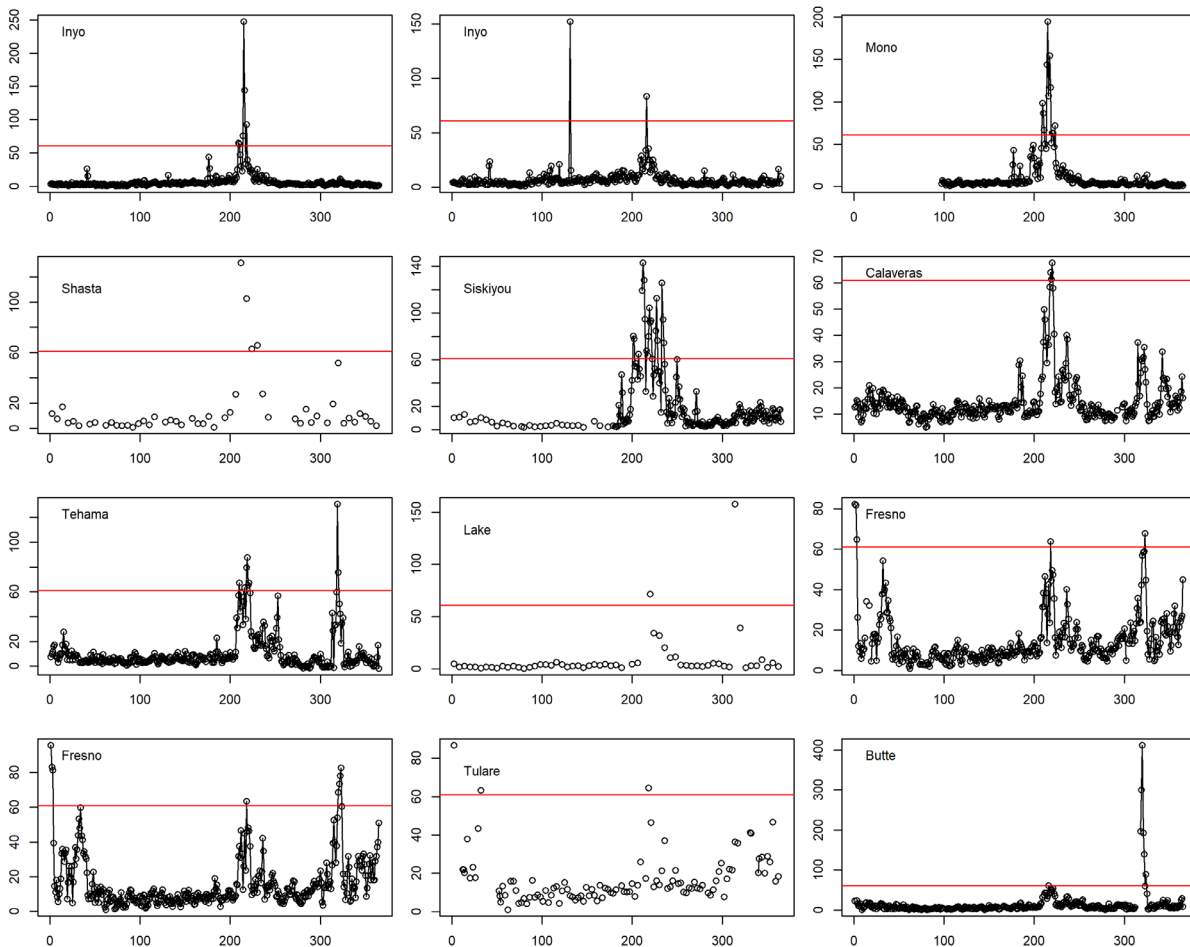 Inyo
0 50 100 150 200 250
0 100 200 300
Inyo
0 50 100 150
0 100 200 300
Mono
0 50 100 150 200
0 100 200 300
Shasta
0 20 60 100
0 100 200 300
Siskiyou
0 20 60 100 140
0 100 200 300
Calaveras
10 20 30 40 50 60 70
0 100 200 300
Tehama
0 20 60 100
0 100 200 300
Lake
0 50 100 150
0 100 200 300
Fresno
0 20 40 60 80
0 100 200 300
Fresno
0 20 40 60 80
0 100 200 300
Tulare
0 20 40 60 80
0 100 200 300
Butte
0 100 200 300 400
0 100 200 300